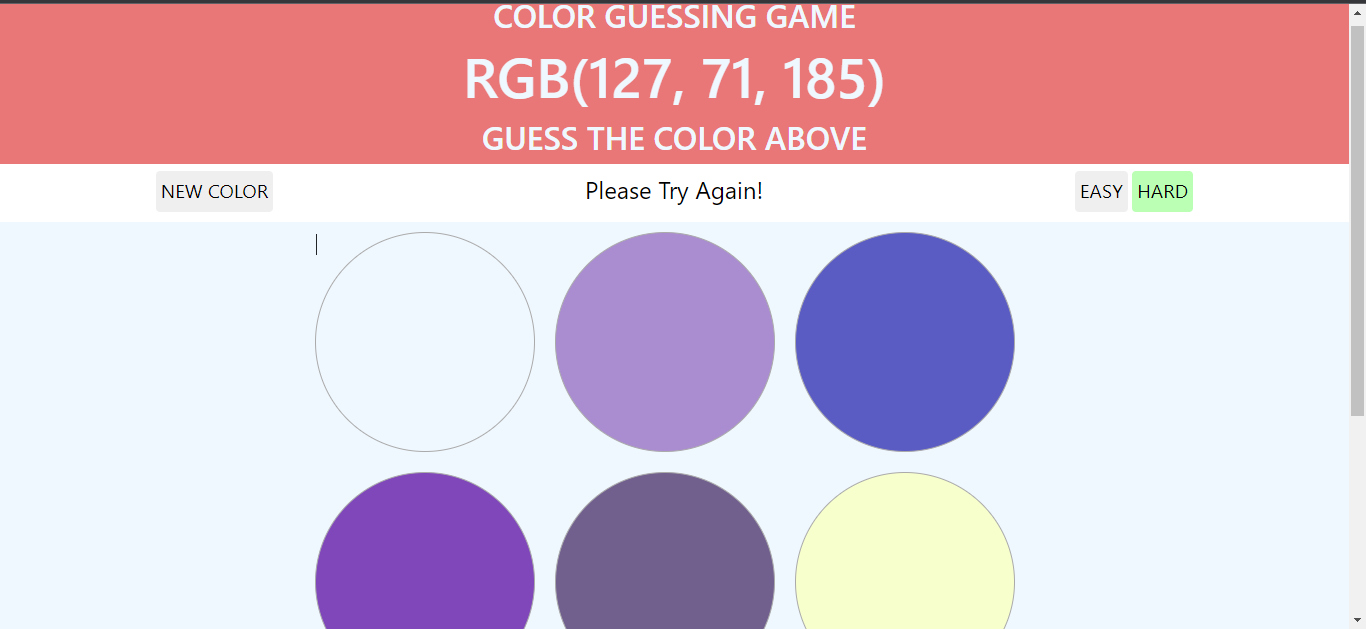 COLOR GUESSING GAME
RGB(127, 71, 185)
GUESS THE COLOR ABOVE
NEW COLOR Please Try Again! EASY HARD